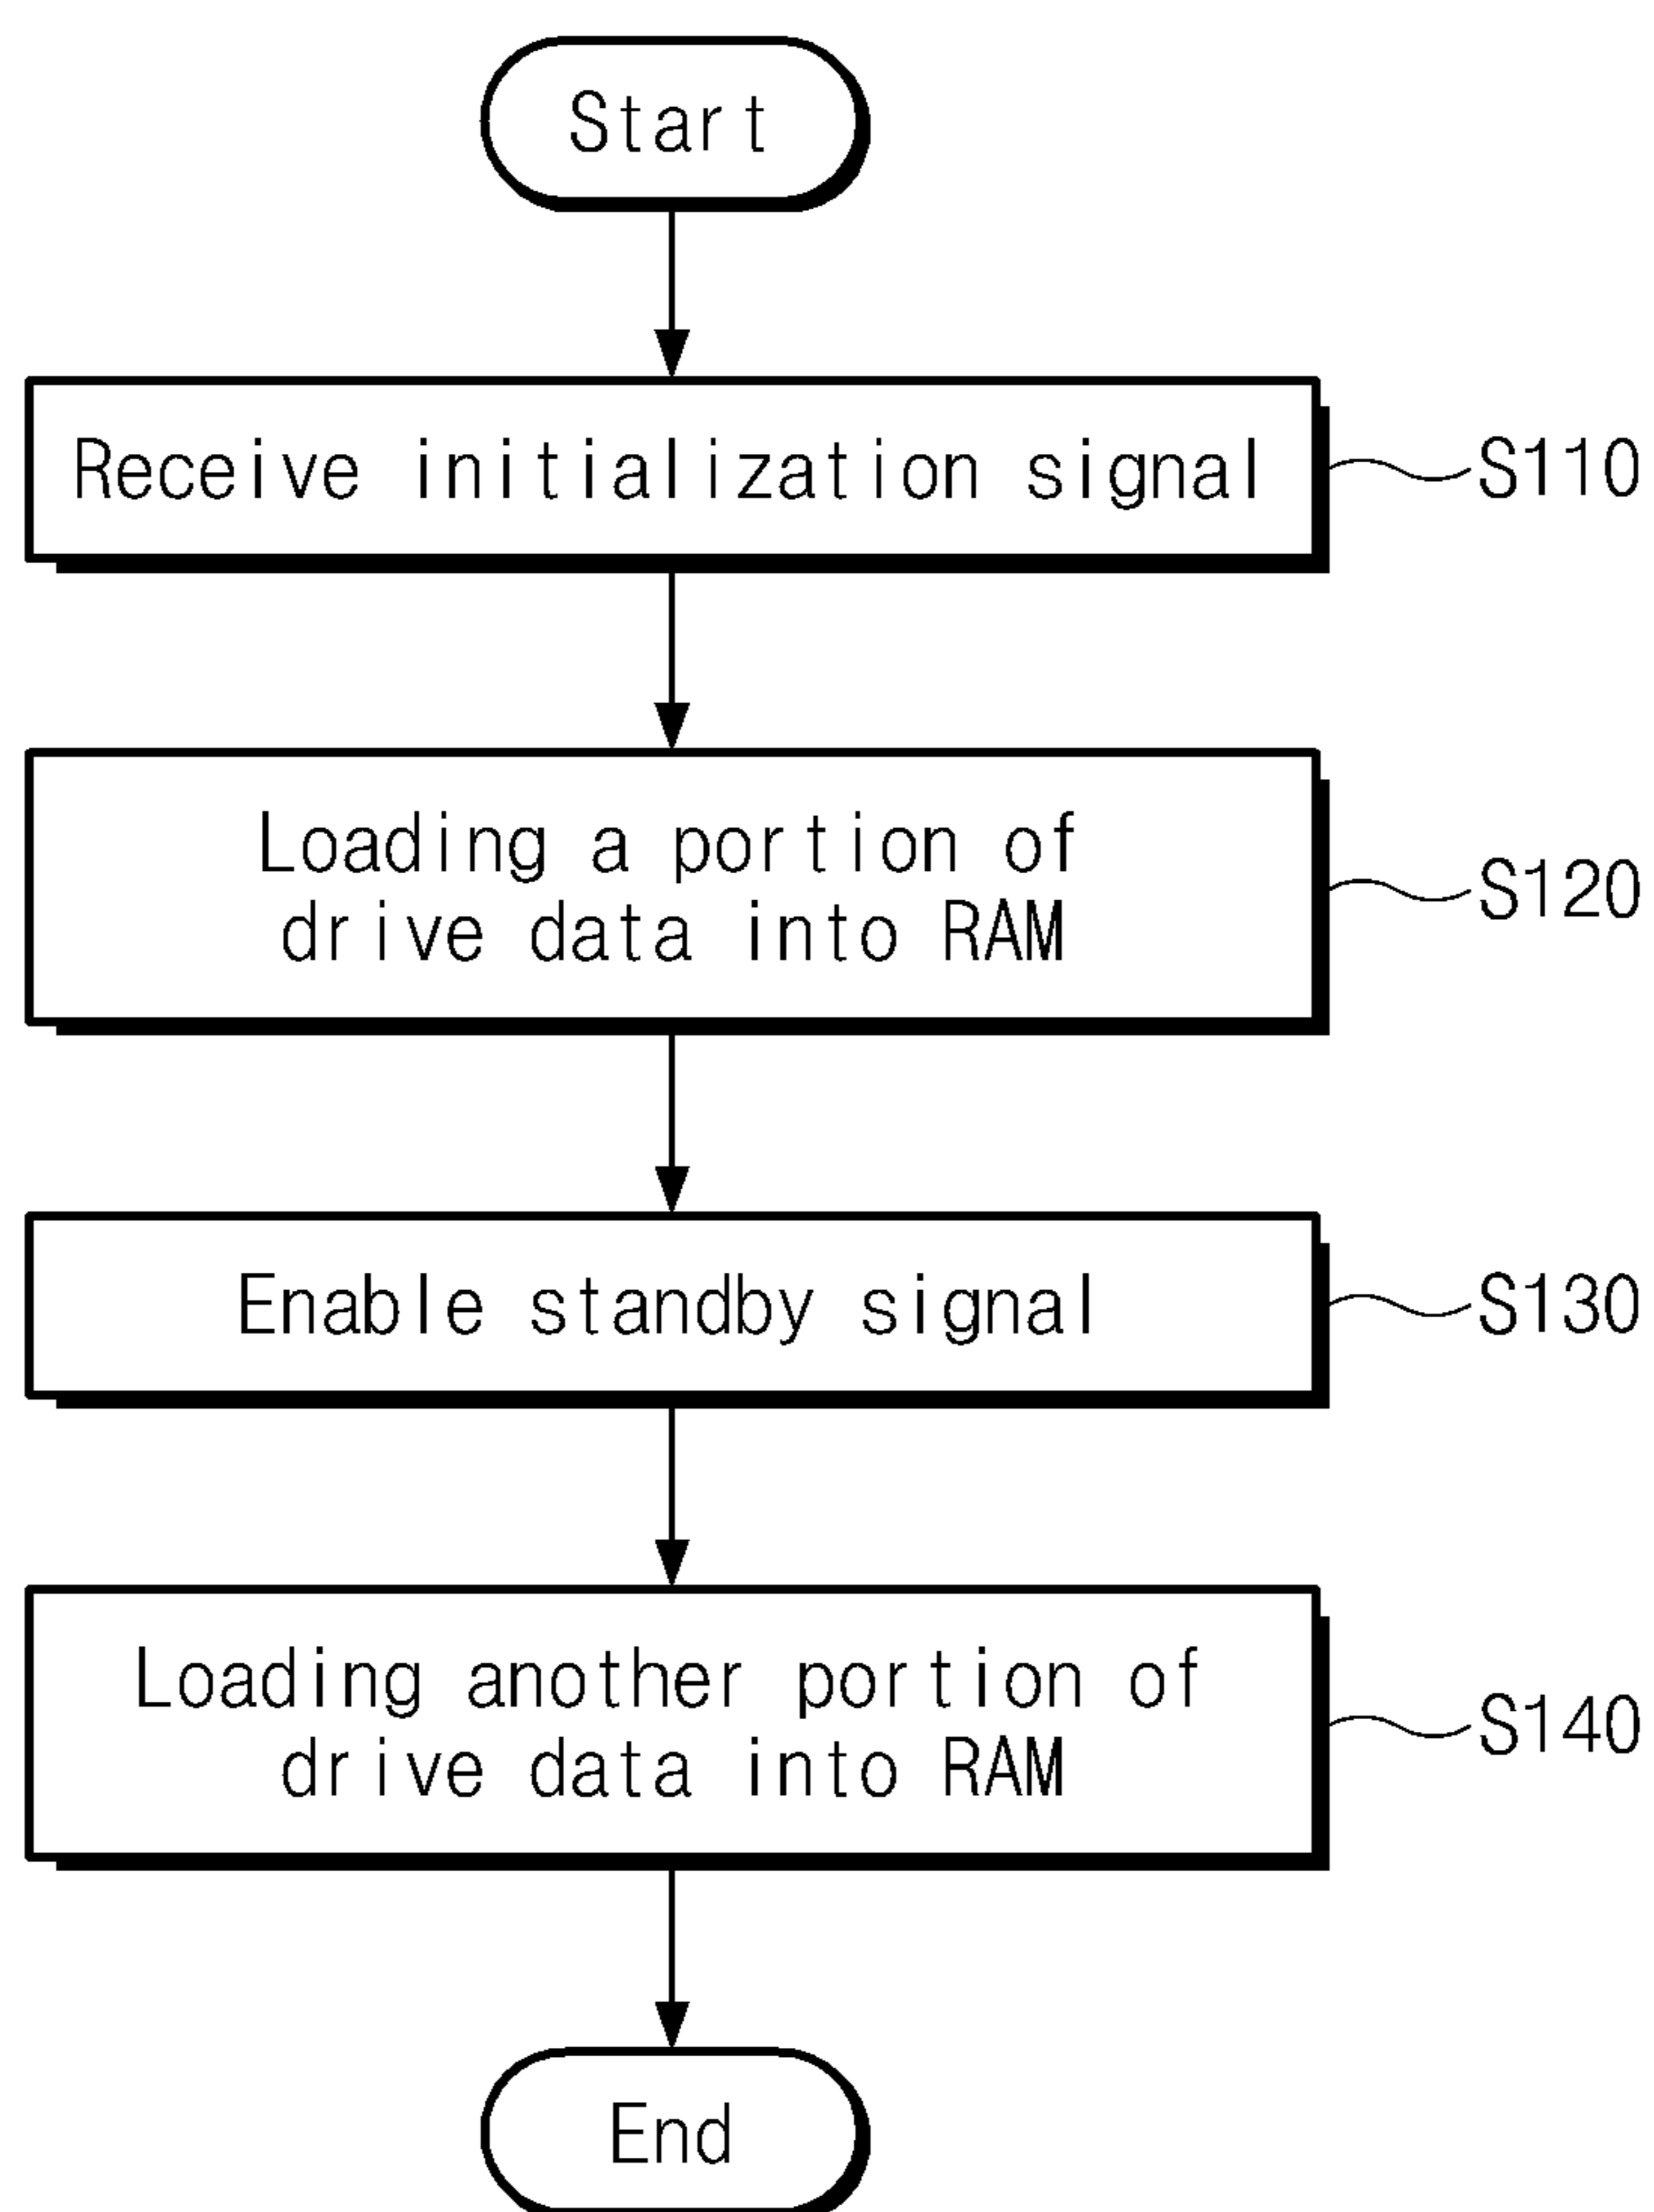 Start
Receive initialization signal
S110
Loading a portion of
drive data into RAM
S120
Enable standby signal
S130
Loading another portion of
drive data into RAM
S140
End